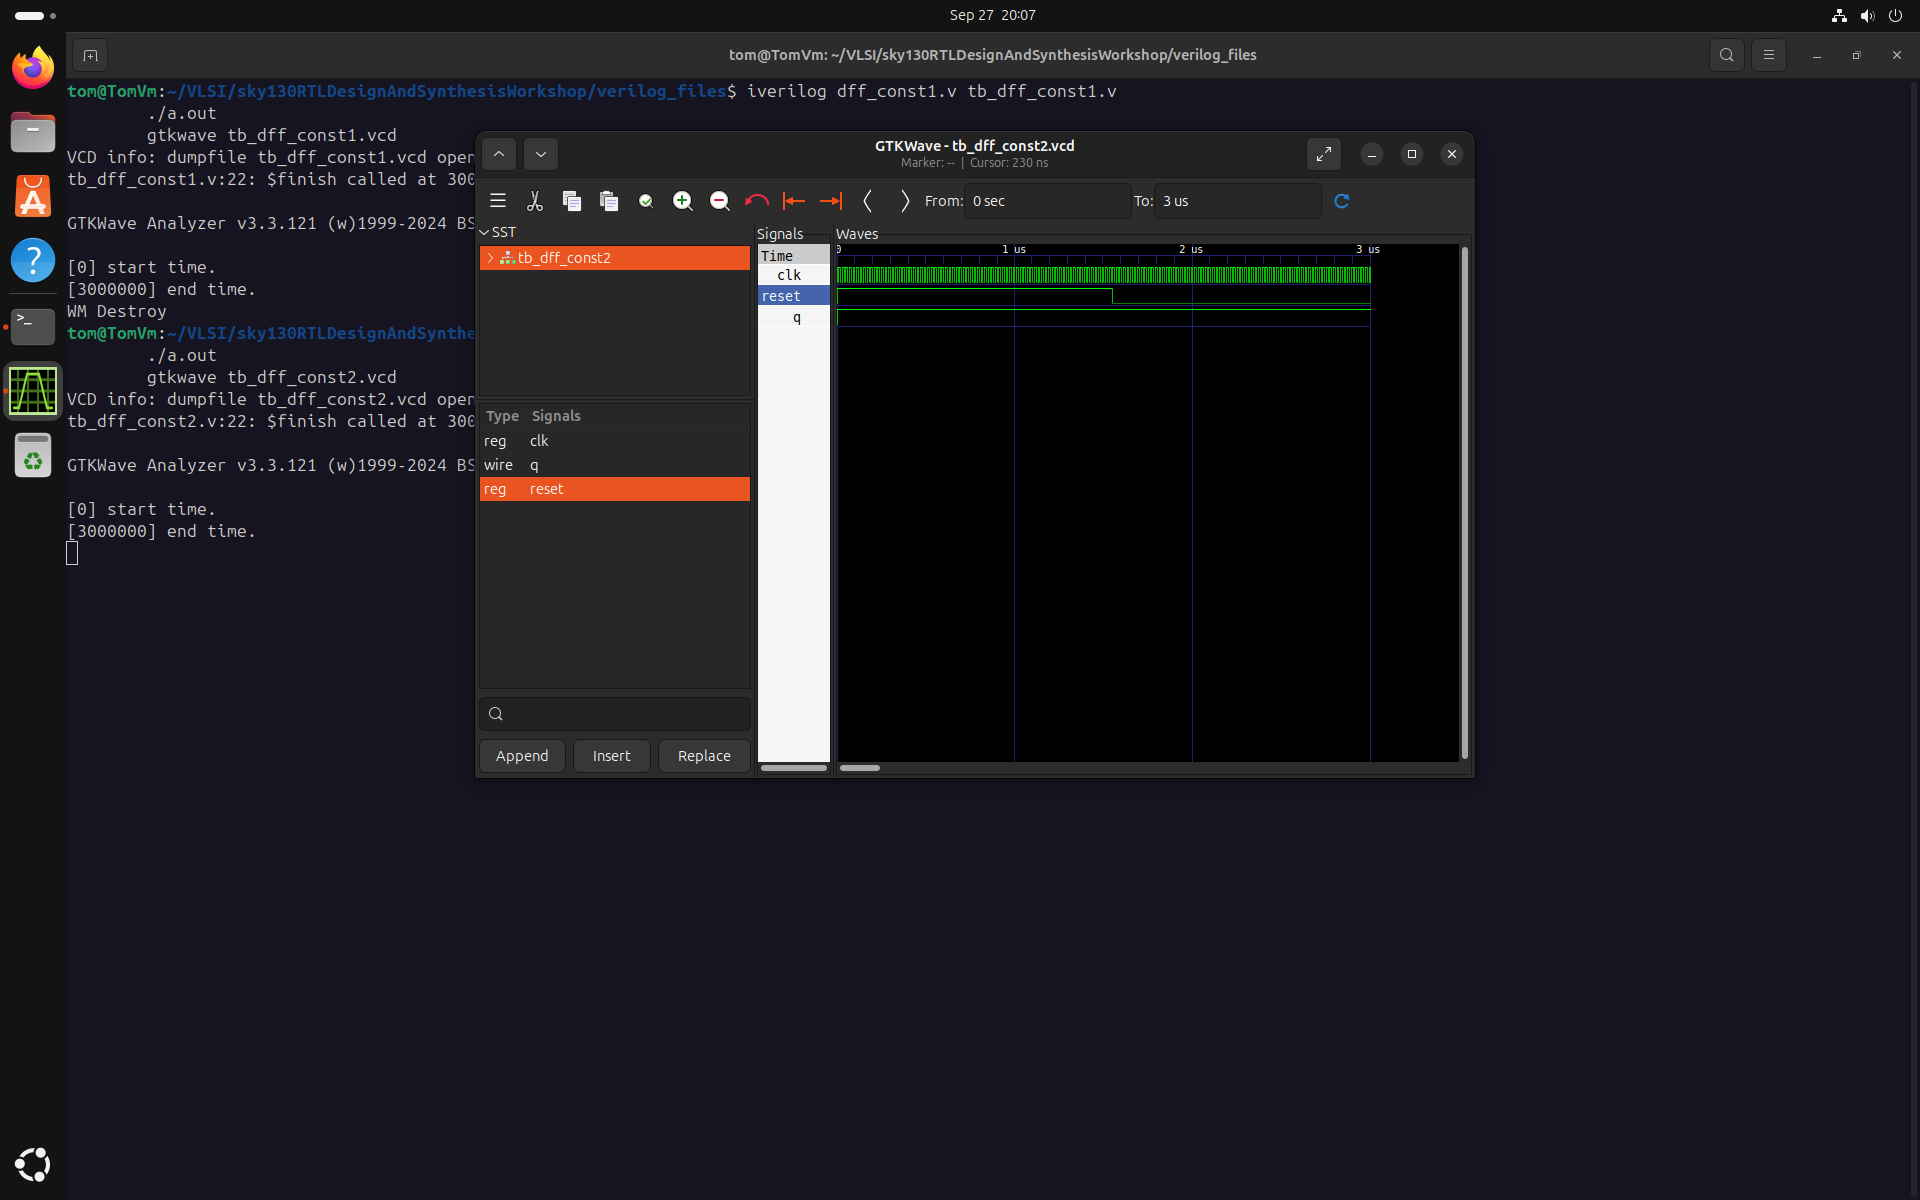 Sep 27 20:07
tom@TomVm: ~/VLSI/sky130RTLDesignAndSynthesisWorkshop/verilog_files
tom@TomVm:~/VLSI/sky130RTLDesignAndSynthesisWorkshop/verilog_files$ iverilog dff_const1.v tb_dff_const1.v
./a.out
gtkwave tb_dff_const1.vcd
VCD info: dumpfile tb_dff_const1.vcd open
tb_dff_const1.v:22: $finish called at 300
GTKWave Analyzer v3.3.121 (w)1999-2024 BS
[0] start time.
[3000000] end time.
WM Destroy
tom@TomVm:~/VLSI/sky130RTLDesignAndSynthe
./a.out
gtkwave tb_dff_const2.vcd
VCD info: dumpfile tb_dff_const2.vcd open
tb_dff_const2.v:22: $finish called at 300
GTKWave Analyzer v3.3.121 (w)1999-2024 BS
[0] start time.
[3000000] end time.
GTKWave - tb_dff_const2.vcd
Marker: -- | Cursor: 230 ns
From: 0 sec To: 3 us
SST
tb_dff_const2
Type Signals
reg clk
wire q
reg reset
Append Insert Replace
Signals
Time
clk
reset
q
Waves
0 1 us 2 us 3 us